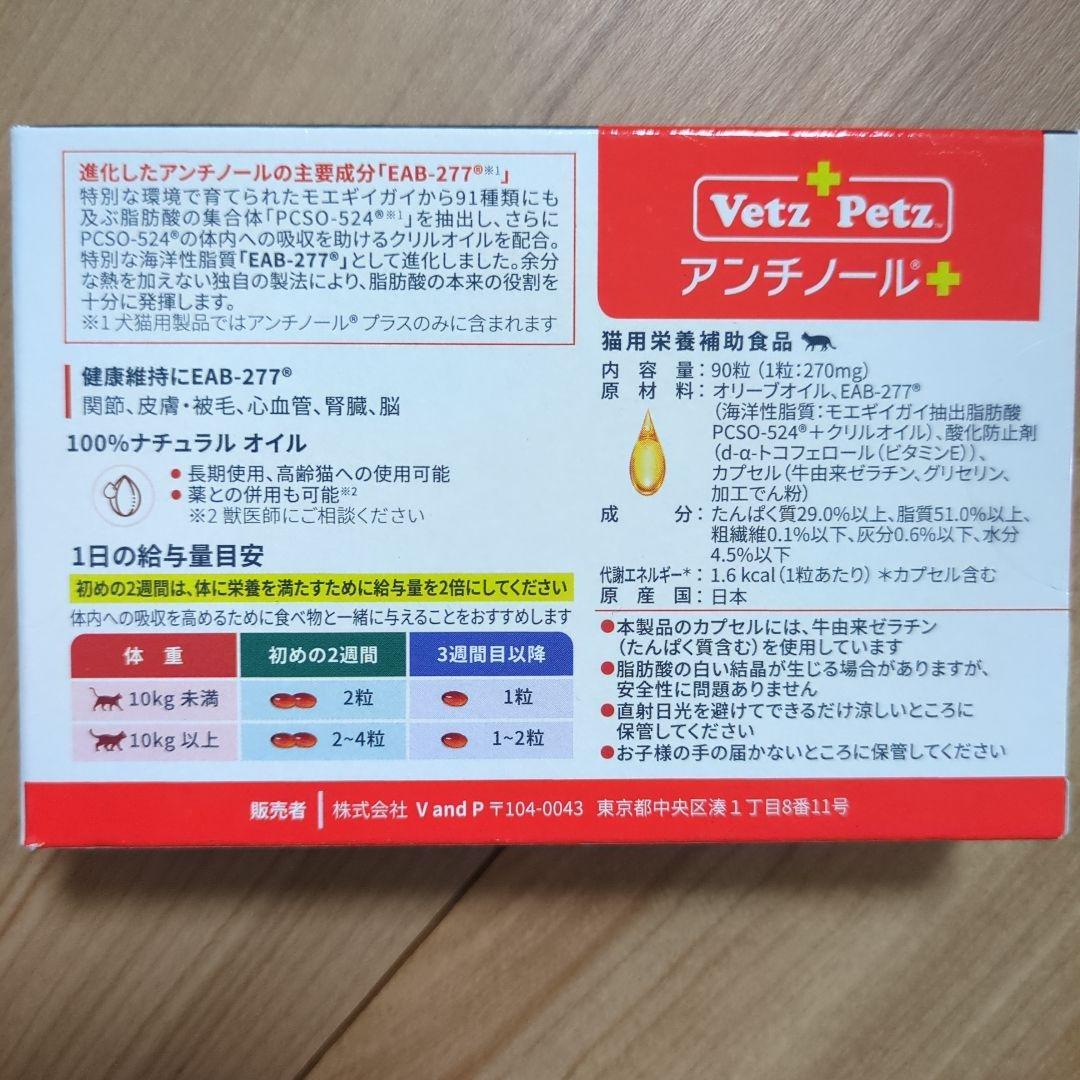 進化したアンチノールの主要成分「EAB-277®※1」
特別な環境で育てられたモエギイガイから91種類にも
及ぶ脂肪酸の集合体「PCSO-524®※1」を抽出し、さらに
PCSO-524®の体内への吸収を助けるクリルオイルを配合。
特別な海洋性脂質「EAB-277®」として進化しました。余分
な熱を加えない独自の製法により、脂肪酸の本来の役割を
十分に発揮します。
※1 犬猫用製品ではアンチノール® プラスのみに含まれます
健康維持にEAB-277®
関節、皮膚・被毛、心血管、腎臓、脳
100%ナチュラル オイル
●長期使用、高齢猫への使用可能
●薬との併用も可能※2
※2 獣医師にご相談ください
1日の給与量目安
初めの2週間は、体に栄養を満たすために給与量を2倍にしてください
体内への吸収を高めるために食べ物と一緒に与えることをおすすめします
体 重 初めの2週間 3週間目以降
10kg 未満 2粒 1粒
10kg 以上 2~4粒 1~2粒
Vetz Petz™
アンチノール®+
猫用栄養補助食品
内容量：90粒（1粒：270mg）
原材料：オリーブオイル、EAB-277®
（海洋性脂質：モエギイガイ抽出脂肪酸
PCSO-524®＋クリルオイル）、酸化防止剤
（d-α-トコフェロール（ビタミンE））、
カプセル（牛由来ゼラチン、グリセリン、
加工でん粉）
成分：たんぱく質29.0%以上、脂質51.0%以上、
粗繊維0.1%以下、灰分0.6%以下、水分
4.5%以下
代謝エネルギー＊：1.6 kcal（1粒あたり）＊カプセル含む
原産国：日本
●本製品のカプセルには、牛由来ゼラチン
（たんぱく質含む）を使用しています
●脂肪酸の白い結晶が生じる場合がありますが、
安全性に問題ありません
●直射日光を避けてできるだけ涼しいところに
保管してください
●お子様の手の届かないところに保管してください
販売者 株式会社 V and P 〒104-0043 東京都中央区湊１丁目8番11号